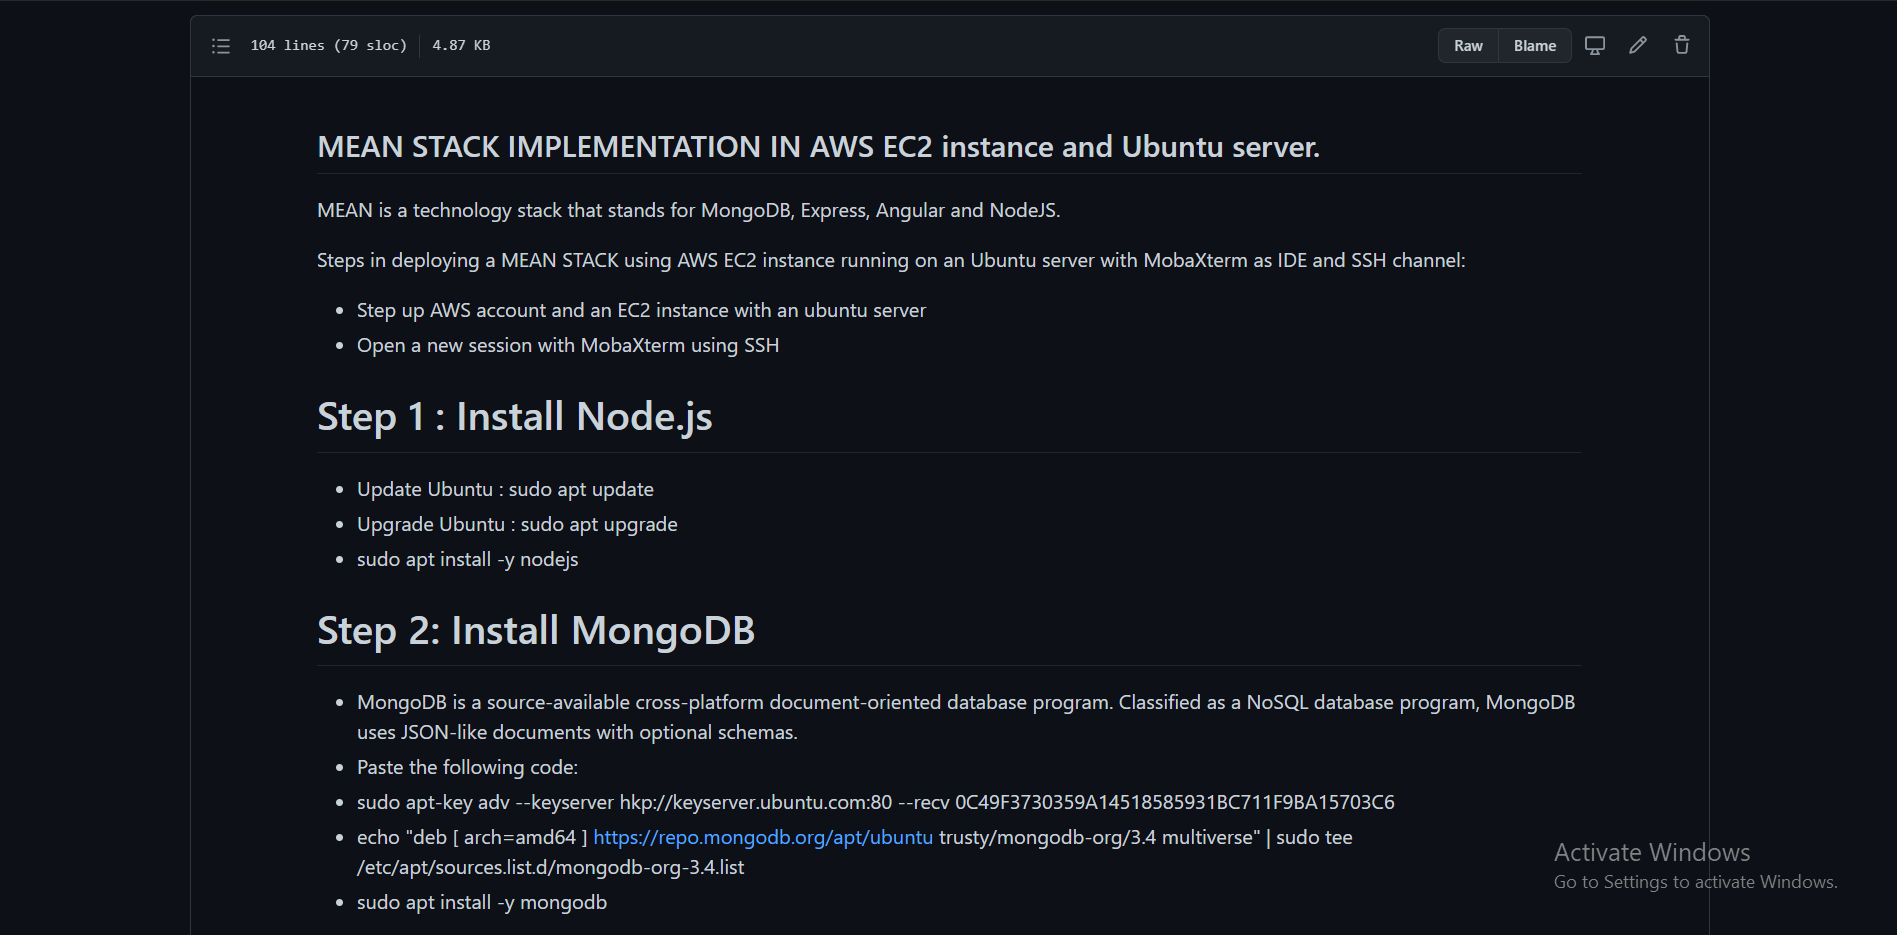 104 lines (79 sloc) 4.87 KB
Raw Blame
MEAN STACK IMPLEMENTATION IN AWS EC2 instance and Ubuntu server.
MEAN is a technology stack that stands for MongoDB, Express, Angular and NodeJS.
Steps in deploying a MEAN STACK using AWS EC2 instance running on an Ubuntu server with MobaXterm as IDE and SSH channel:
Step up AWS account and an EC2 instance with an ubuntu server
Open a new session with MobaXterm using SSH
Step 1 : Install Node.js
Update Ubuntu : sudo apt update
Upgrade Ubuntu : sudo apt upgrade
sudo apt install -y nodejs
Step 2: Install MongoDB
MongoDB is a source-available cross-platform document-oriented database program. Classified as a NoSQL database program, MongoDB
uses JSON-like documents with optional schemas.
Paste the following code:
sudo apt-key adv --keyserver hkp://keyserver.ubuntu.com:80 --recv 0C49F3730359A14518585931BC711F9BA15703C6
echo "deb [ arch=amd64 ] https://repo.mongodb.org/apt/ubuntu trusty/mongodb-org/3.4 multiverse" | sudo tee
/etc/apt/sources.list.d/mongodb-org-3.4.list
sudo apt install -y mongodb
Activate Windows
Go to Settings to activate Windows.